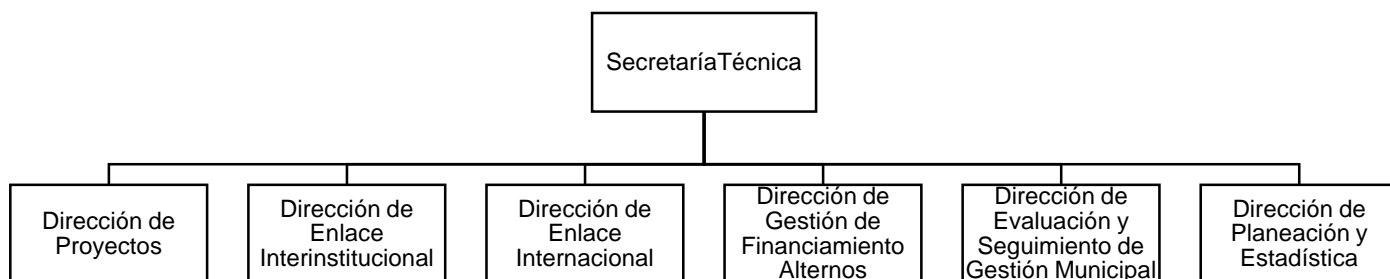 SecretaríaTécnica
Dirección de
Proyectos
Dirección de
Enlace
Interinstitucional
Dirección de
Enlace
Internacional
Dirección de
Gestión de
Financiamiento
Alternos
Dirección de
Evaluación y
Seguimiento de
Gestión Municipal
Dirección de
Planeación y
Estadística